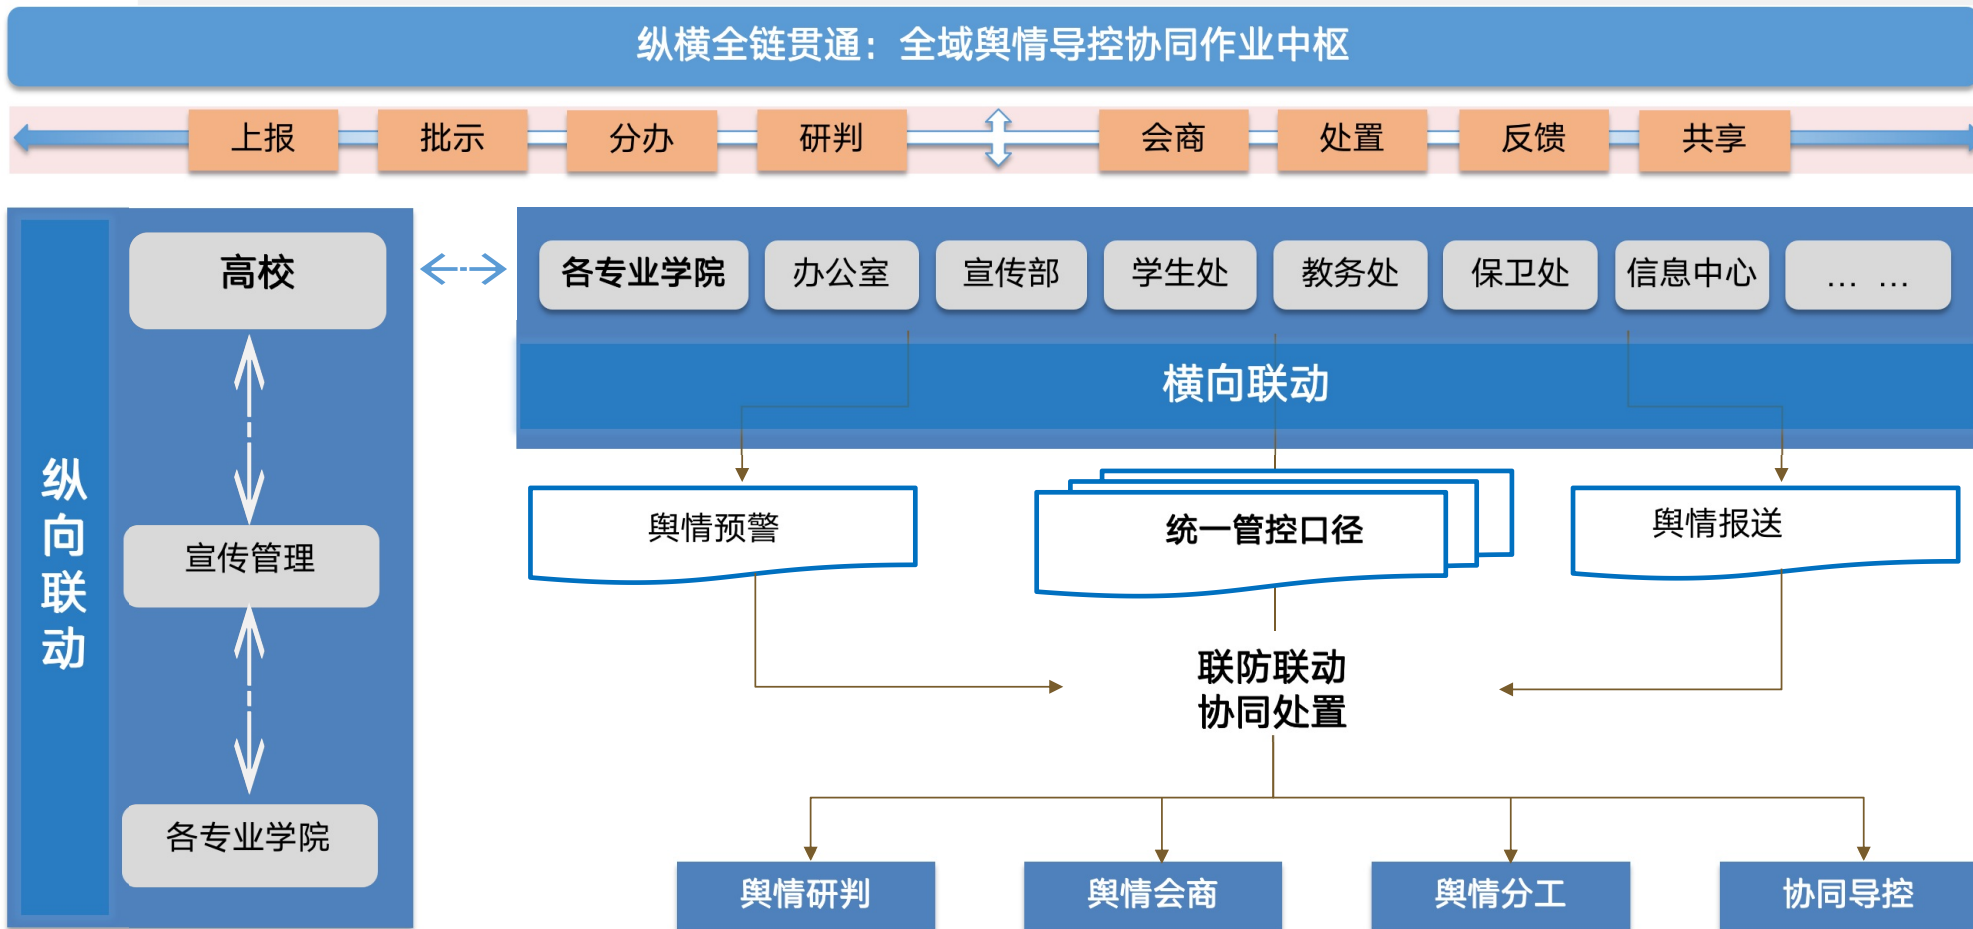 纵横全链贯通：全域舆情导控协同作业中枢
上报 批示 分办 研判 会商 处置 反馈 共享
高校
各专业学院 办公室 宣传部 学生处 教务处 保卫处 信息中心 … …
横向联动
纵向联动
舆情预警
统一管控口径
舆情报送
宣传管理
联防联动
协同处置
各专业学院
舆情研判 舆情会商 舆情分工 协同导控